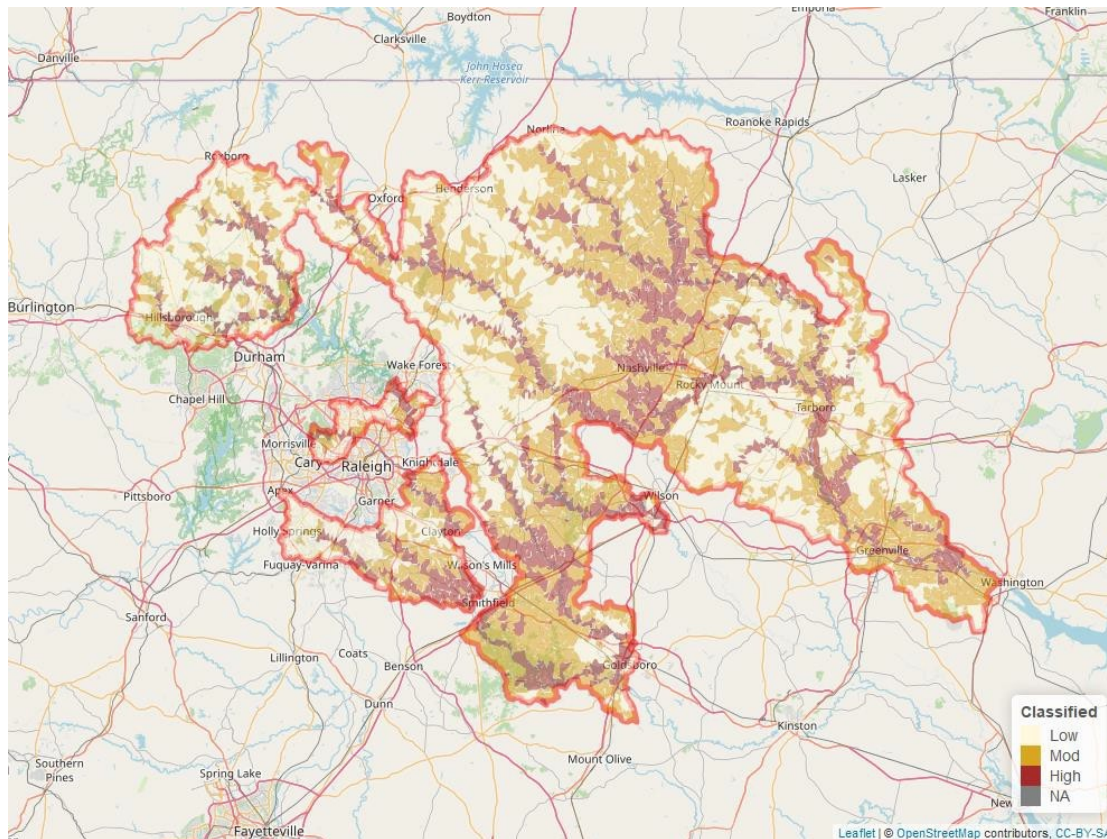 Boydton
Emporia
Franklin
Clarksville
Danville
John Hosea
Kerr Reservoir
Roanoke Rapids
Norlina
Roxboro
Lasker
Henderson
Oxford
Burlington
Hillsborough
Durham
Wake Forest
Nashville
Rocky Mount
Chapel Hill
Tarboro
Morrisville
Cary
Raleigh
Knightdale
Pittsboro
Apex
Wilson
Garner
Holly Springs
Clayton
Greenville
Fuquay-Varina
Wilson's Mills
Washington
Smithfield
Sanford
Coats
Lillington
Benson
Goldsboro
Dunn
Kinston
Classified
Low
Mod
High
NA
Mount Olive
Southern
Pines
Spring Lake
New
Fayetteville
Leaflet | © OpenStreetMap contributors, CC-BY-SA